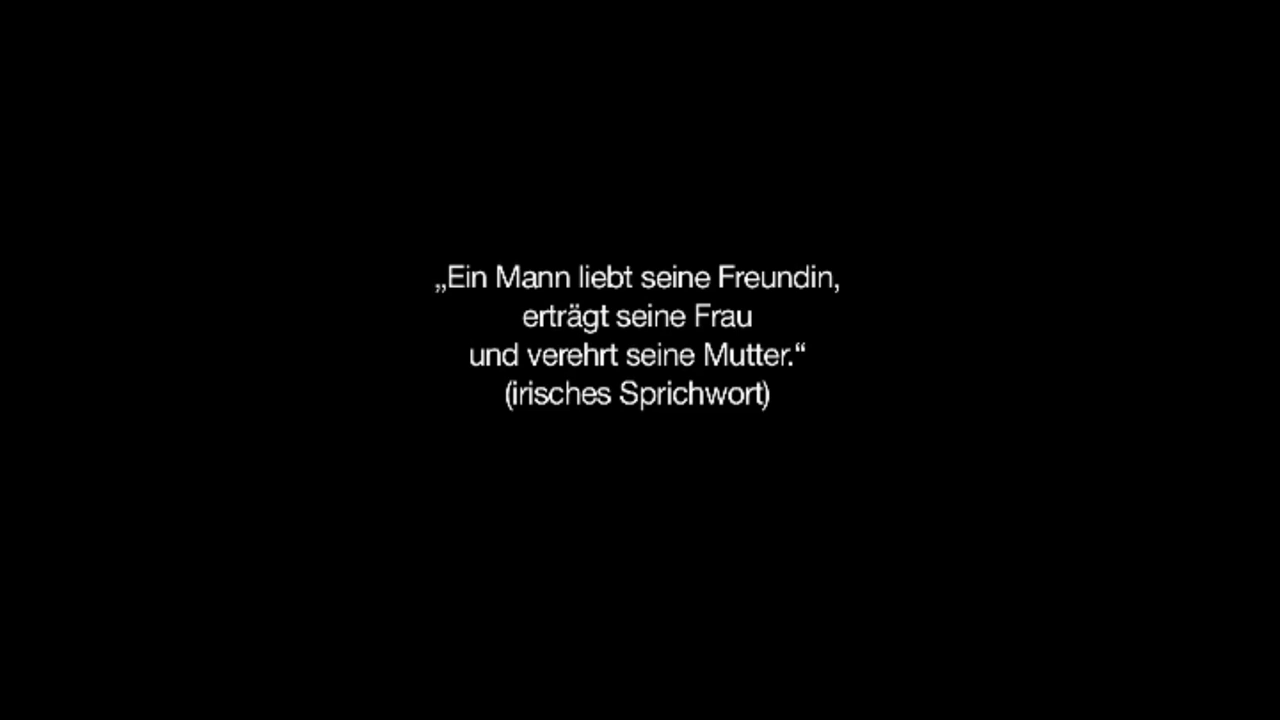 „Ein Mann liebt seine Freundin,
erträgt seine Frau
und verehrt seine Mutter.“
(irisches Sprichwort)